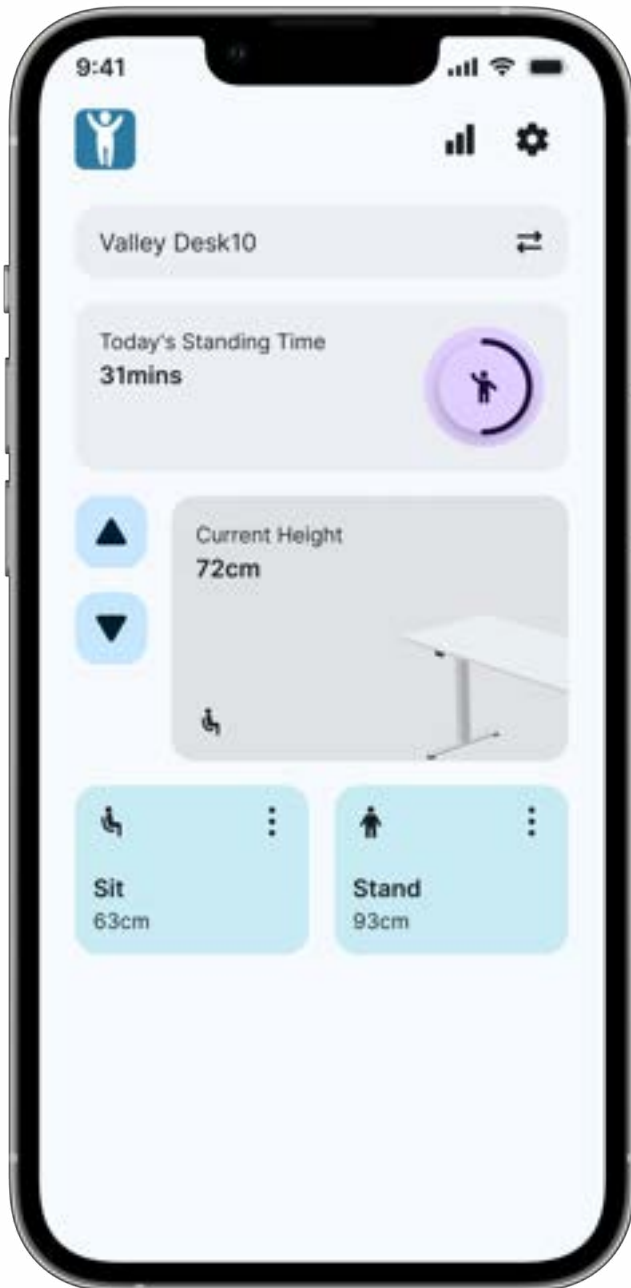 9:41
Valley Desk10
Today's Standing Time
31mins
Current Height
72cm
Sit
63cm
Stand
93cm